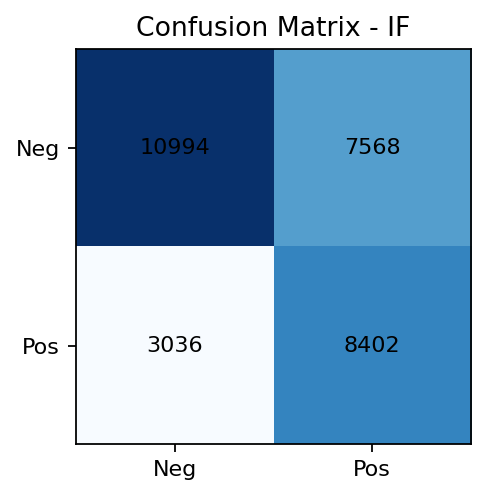 Confusion Matrix - IF
Neg 10994 7568
Pos 3036 8402
Neg Pos